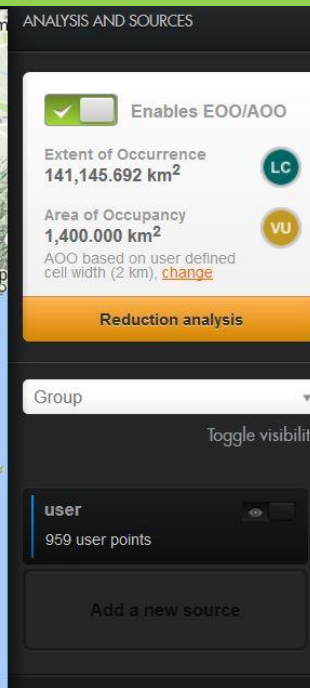 ANALYSIS AND SOURCES
Enables EOO/AOO
Extent of Occurrence
141,145.692 km²
LC
Area of Occupancy
1,400.000 km²
VU
AOO based on user defined
cell width (2 km), change
Reduction analysis
Group
Toggle visibilit
user
959 user points
Add a new source